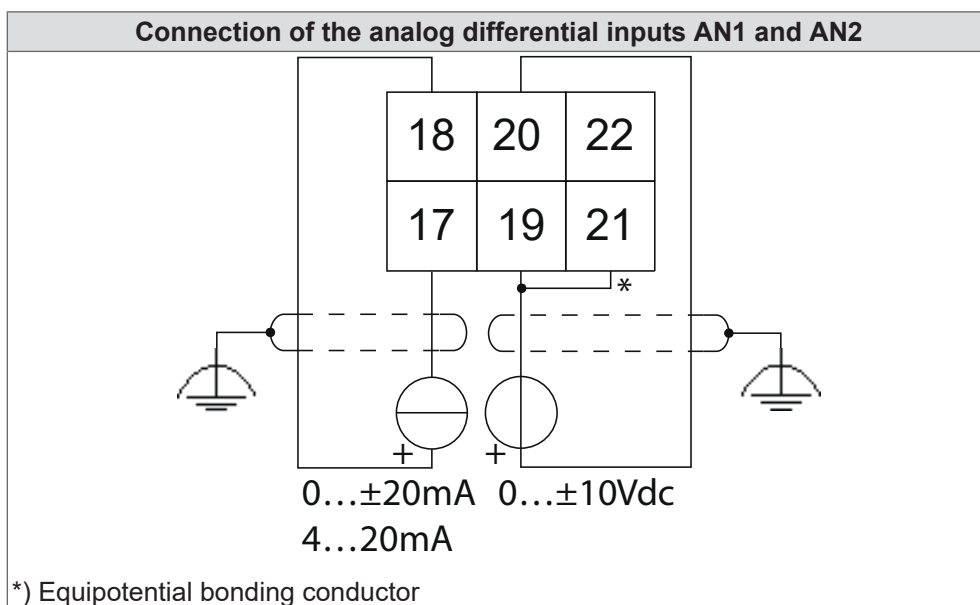 Connection of the analog differential inputs AN1 and AN2
18 20 22
17 19 21
*
+ +
0…±20mA 0…±10Vdc
4…20mA
*) Equipotential bonding conductor